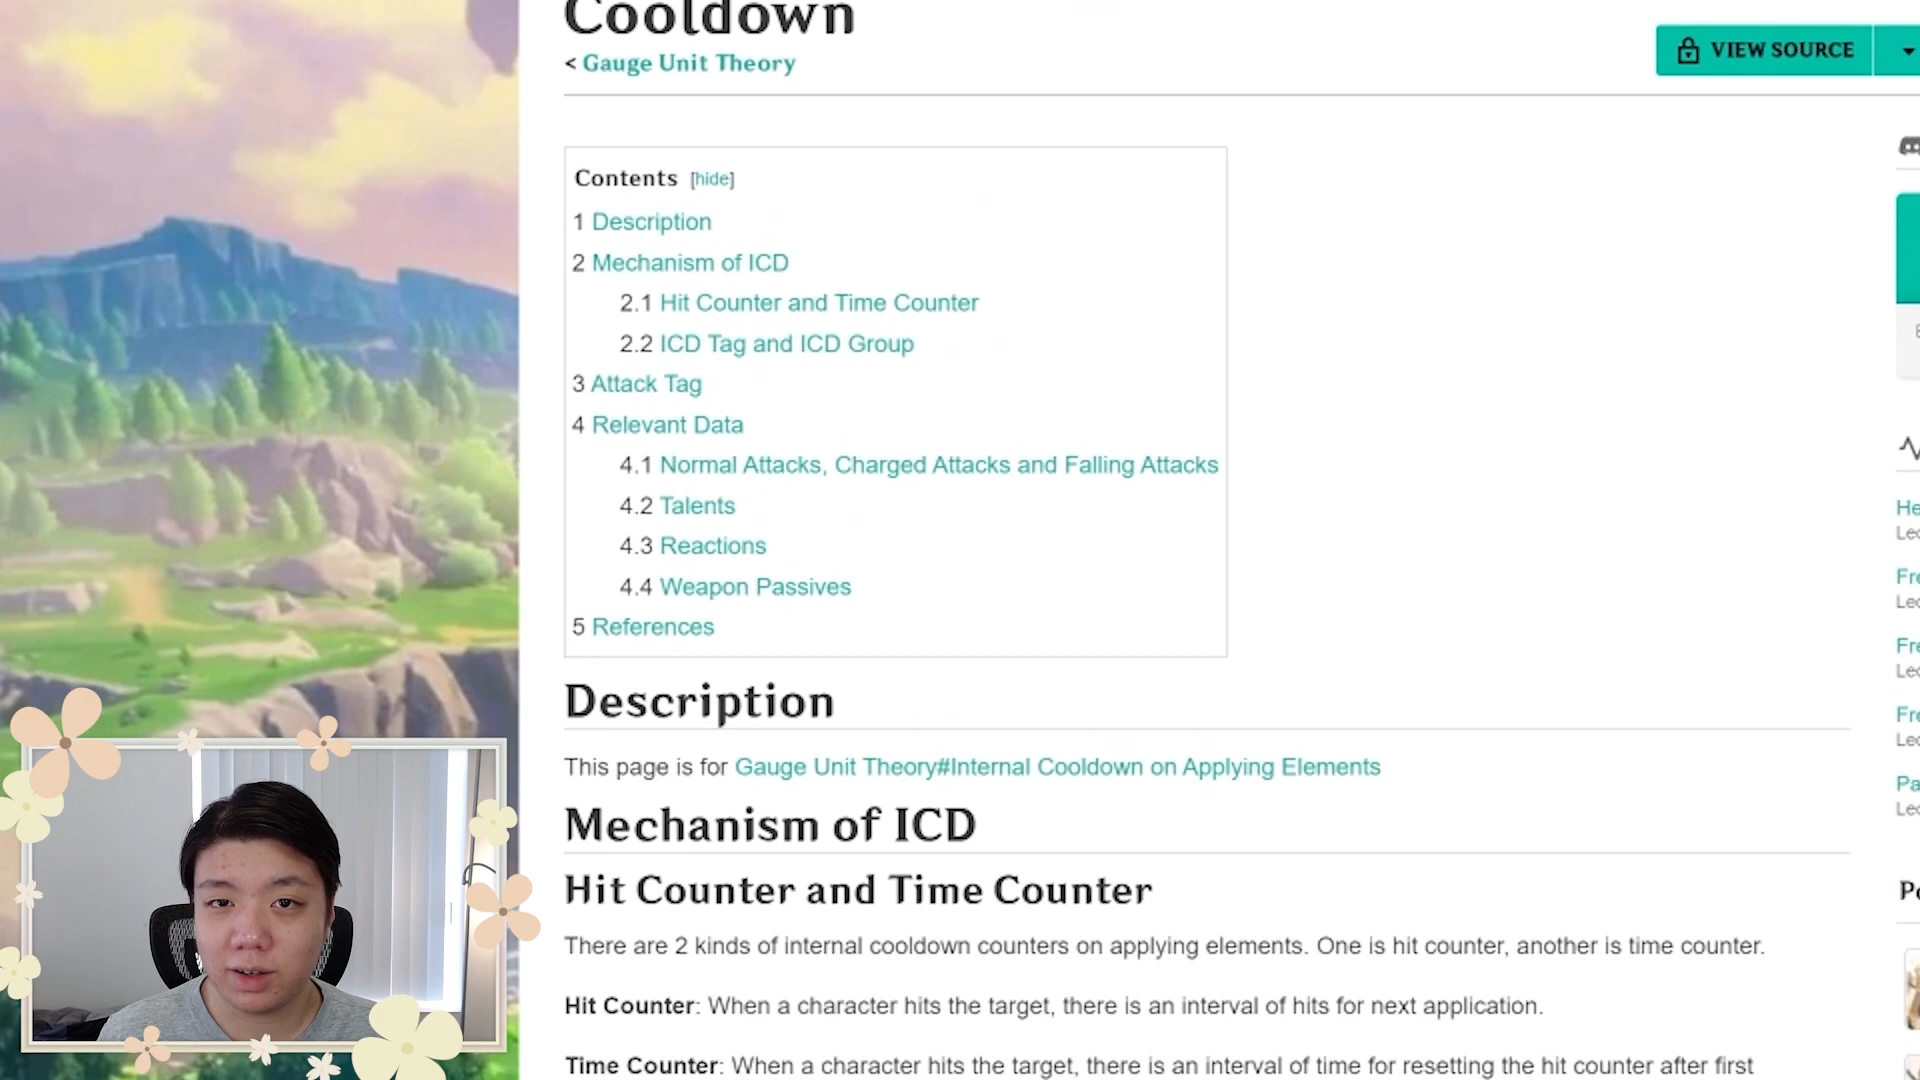 Cooldown
< Gauge Unit Theory
VIEW SOURCE
Contents [hide]
1 Description
2 Mechanism of ICD
2.1 Hit Counter and Time Counter
2.2 ICD Tag and ICD Group
3 Attack Tag
4 Relevant Data
4.1 Normal Attacks, Charged Attacks and Falling Attacks
4.2 Talents
4.3 Reactions
4.4 Weapon Passives
5 References
Description
This page is for Gauge Unit Theory#Internal Cooldown on Applying Elements
Mechanism of ICD
Hit Counter and Time Counter
There are 2 kinds of internal cooldown counters on applying elements. One is hit counter, another is time counter.
Hit Counter: When a character hits the target, there is an interval of hits for next application.
Time Counter: When a character hits the target, there is an interval of time for resetting the hit counter after first